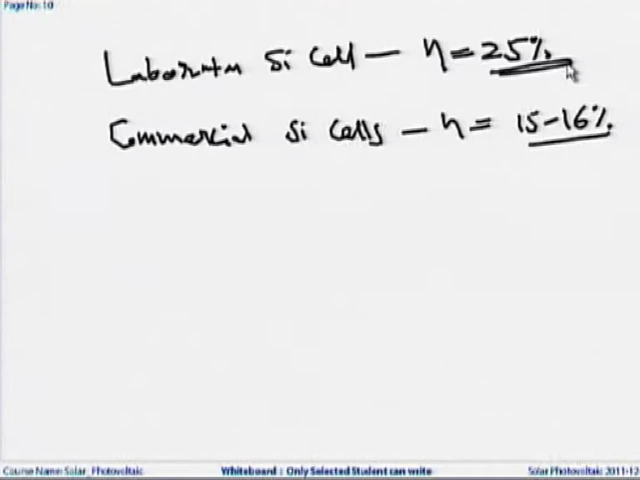 Page No: 10
Laboratory Si Cell — η = 25%.
Commercial Si Cells — η = 15-16%.
Course Name: Solar_Photovoltaic
Whiteboard : Only Selected Student can write
Solar Photovoltaic 2011-12